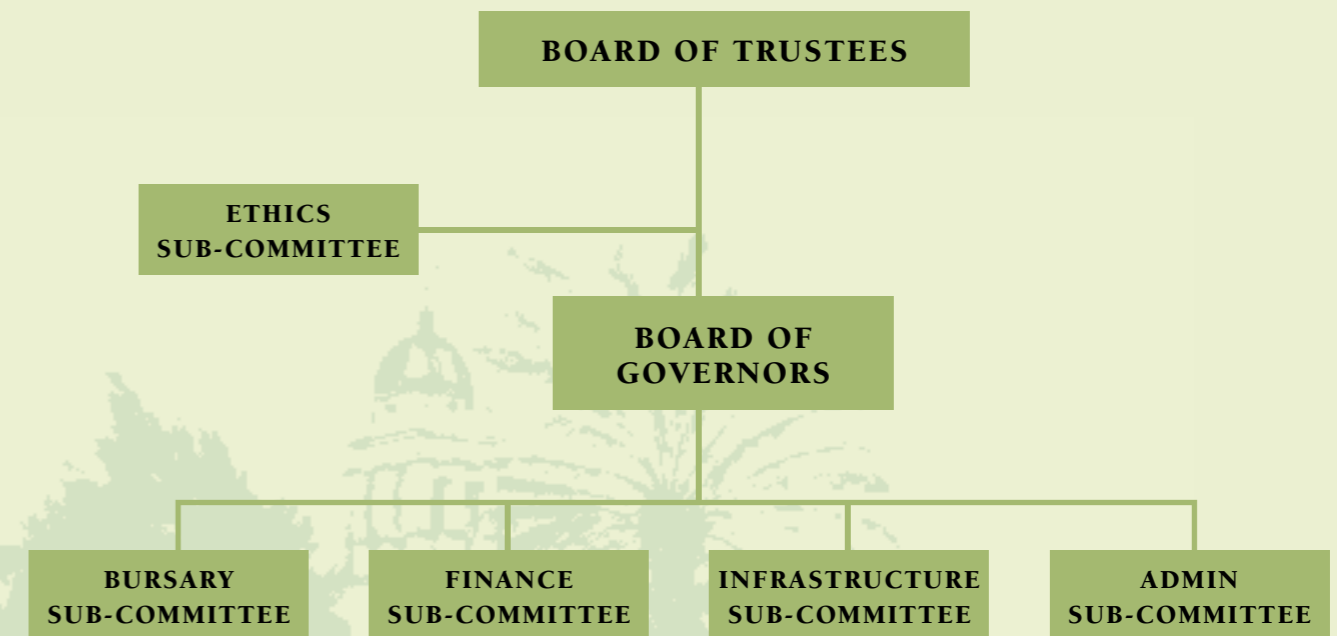 BOARD OF TRUSTEES
ETHICS
SUB-COMMITTEE
BOARD OF
GOVERNORS
BURSARY
SUB-COMMITTEE
FINANCE
SUB-COMMITTEE
INFRASTRUCTURE
SUB-COMMITTEE
ADMIN
SUB-COMMITTEE